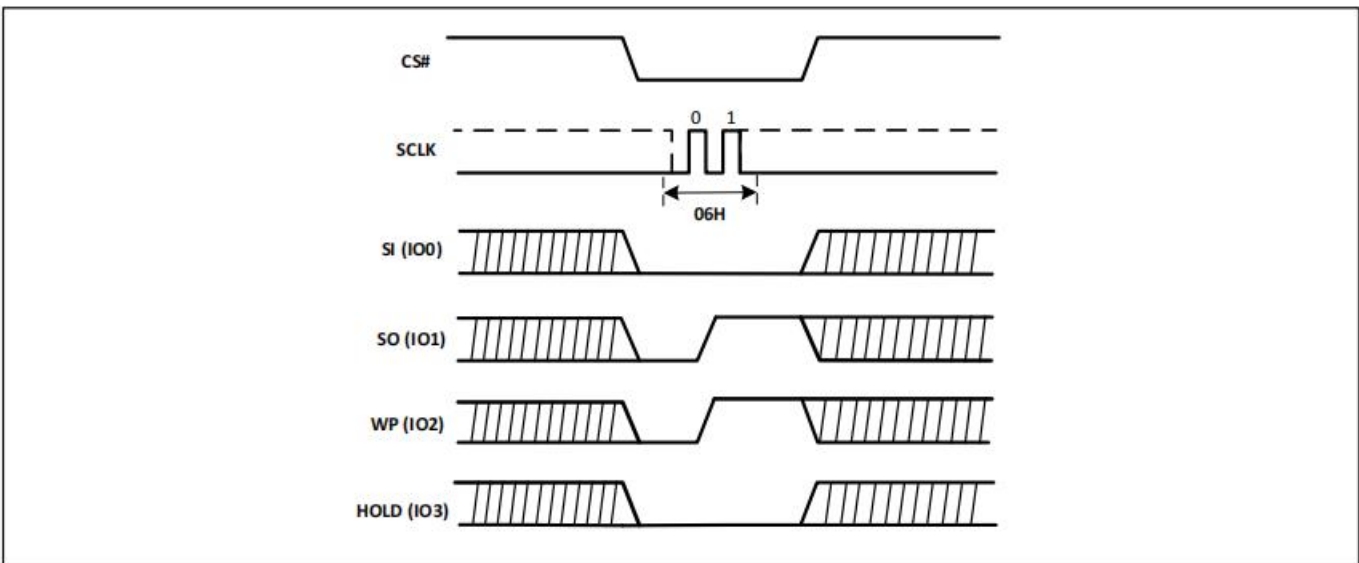 CS#
0 1
SCLK
06H
SI (IO0)
SO (IO1)
WP (IO2)
HOLD (IO3)